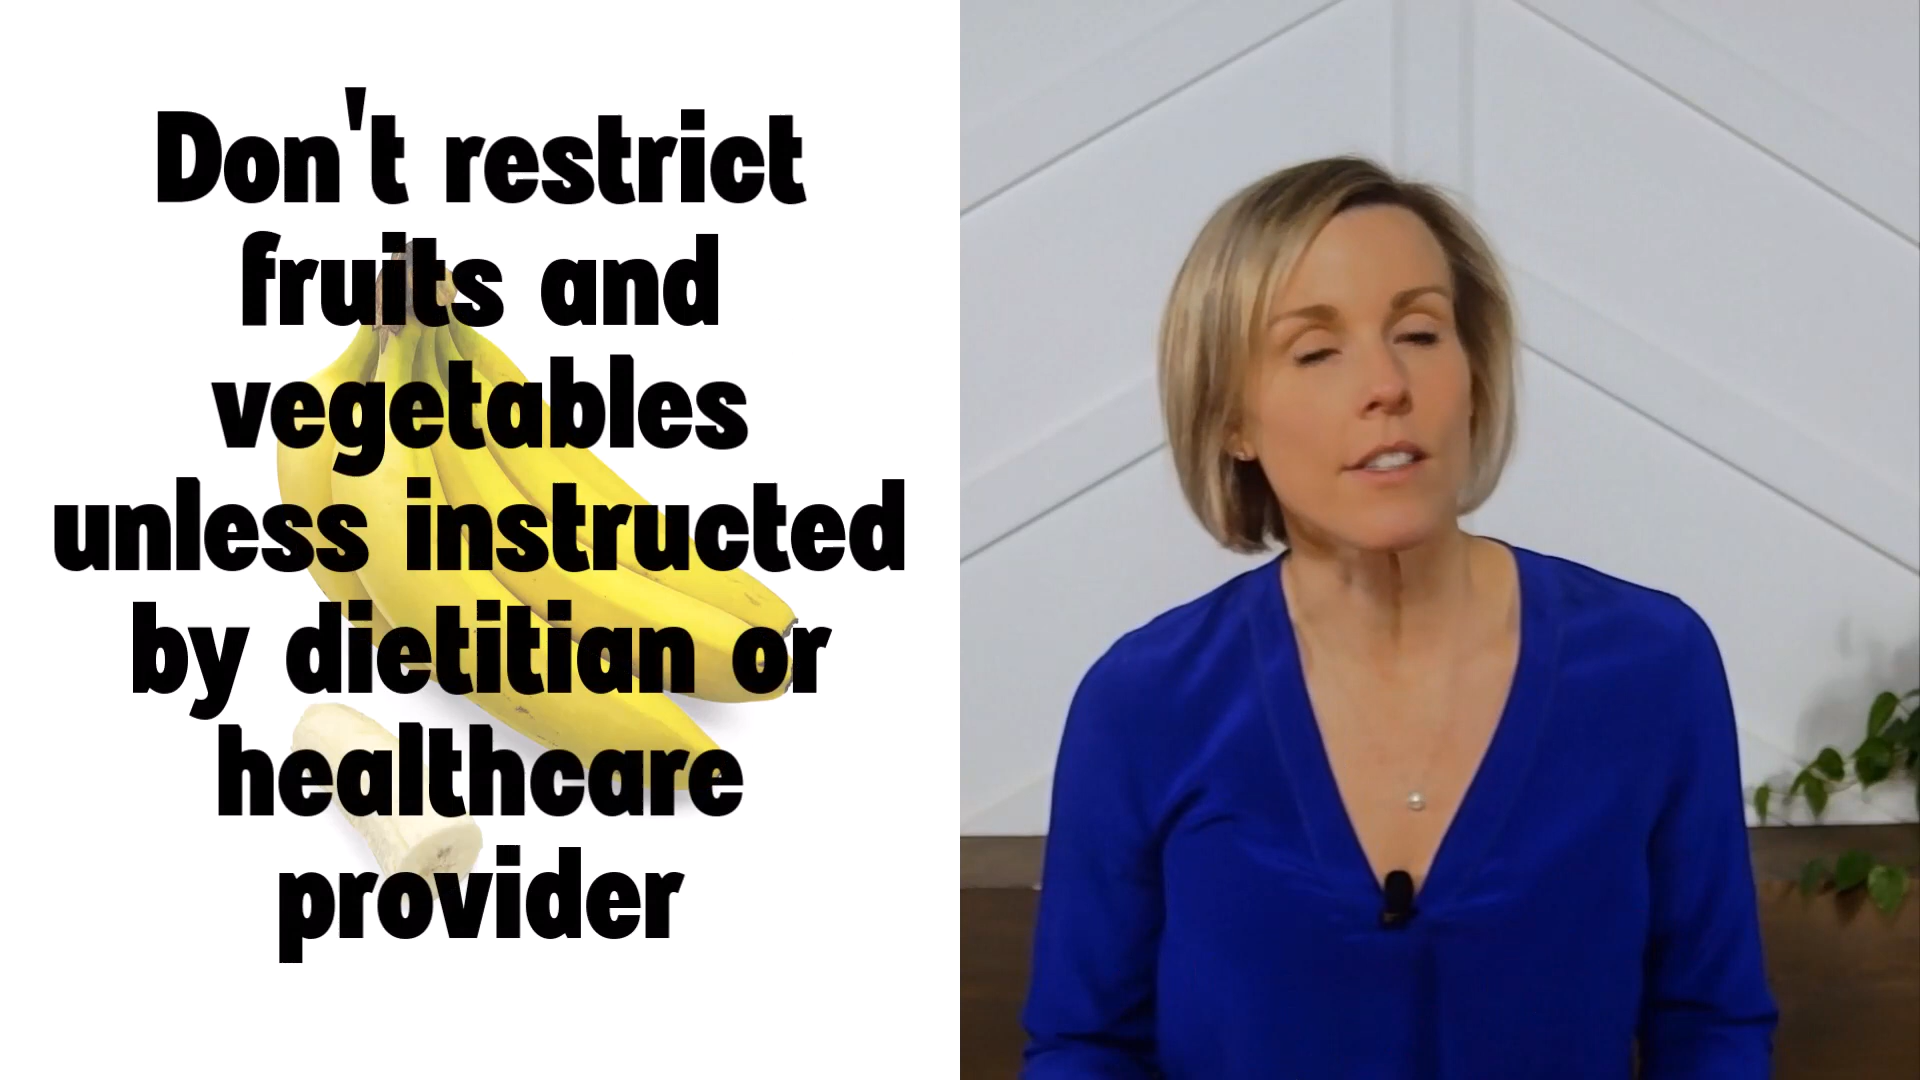 Don't restrict
fruits and
vegetables
unless instructed
by dietitian or
healthcare
provider